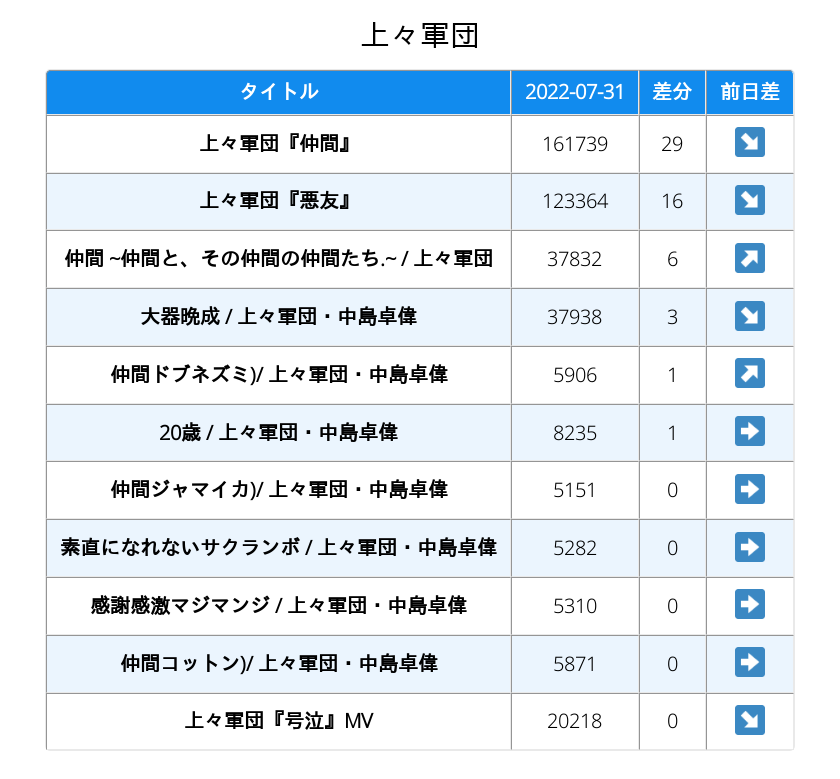 上々軍団
タイトル 2022-07-31 差分 前日差
上々軍団『仲間』 161739 29 ↘
上々軍団『悪友』 123364 16 ↘
仲間 ~仲間と、その仲間の仲間たち.~ / 上々軍団 37832 6 ↗
大器晩成 / 上々軍団・中島卓偉 37938 3 ↘
仲間ドブネズミ)/ 上々軍団・中島卓偉 5906 1 ↗
20歳 / 上々軍団・中島卓偉 8235 1 ➡
仲間ジャマイカ)/ 上々軍団・中島卓偉 5151 0 ➡
素直になれないサクランボ / 上々軍団・中島卓偉 5282 0 ➡
感謝感激マジマンジ / 上々軍団・中島卓偉 5310 0 ➡
仲間コットン)/ 上々軍団・中島卓偉 5871 0 ➡
上々軍団『号泣』MV 20218 0 ↘